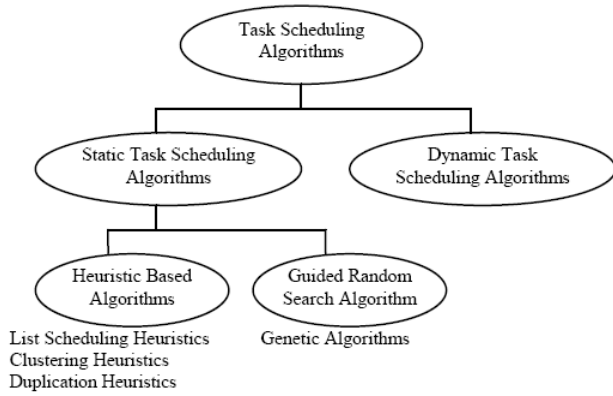 Task Scheduling
Algorithms
Static Task Scheduling
Algorithms
Dynamic Task
Scheduling Algorithms
Heuristic Based
Algorithms
Guided Random
Search Algorithm
List Scheduling Heuristics
Clustering Heuristics
Duplication Heuristics
Genetic Algorithms